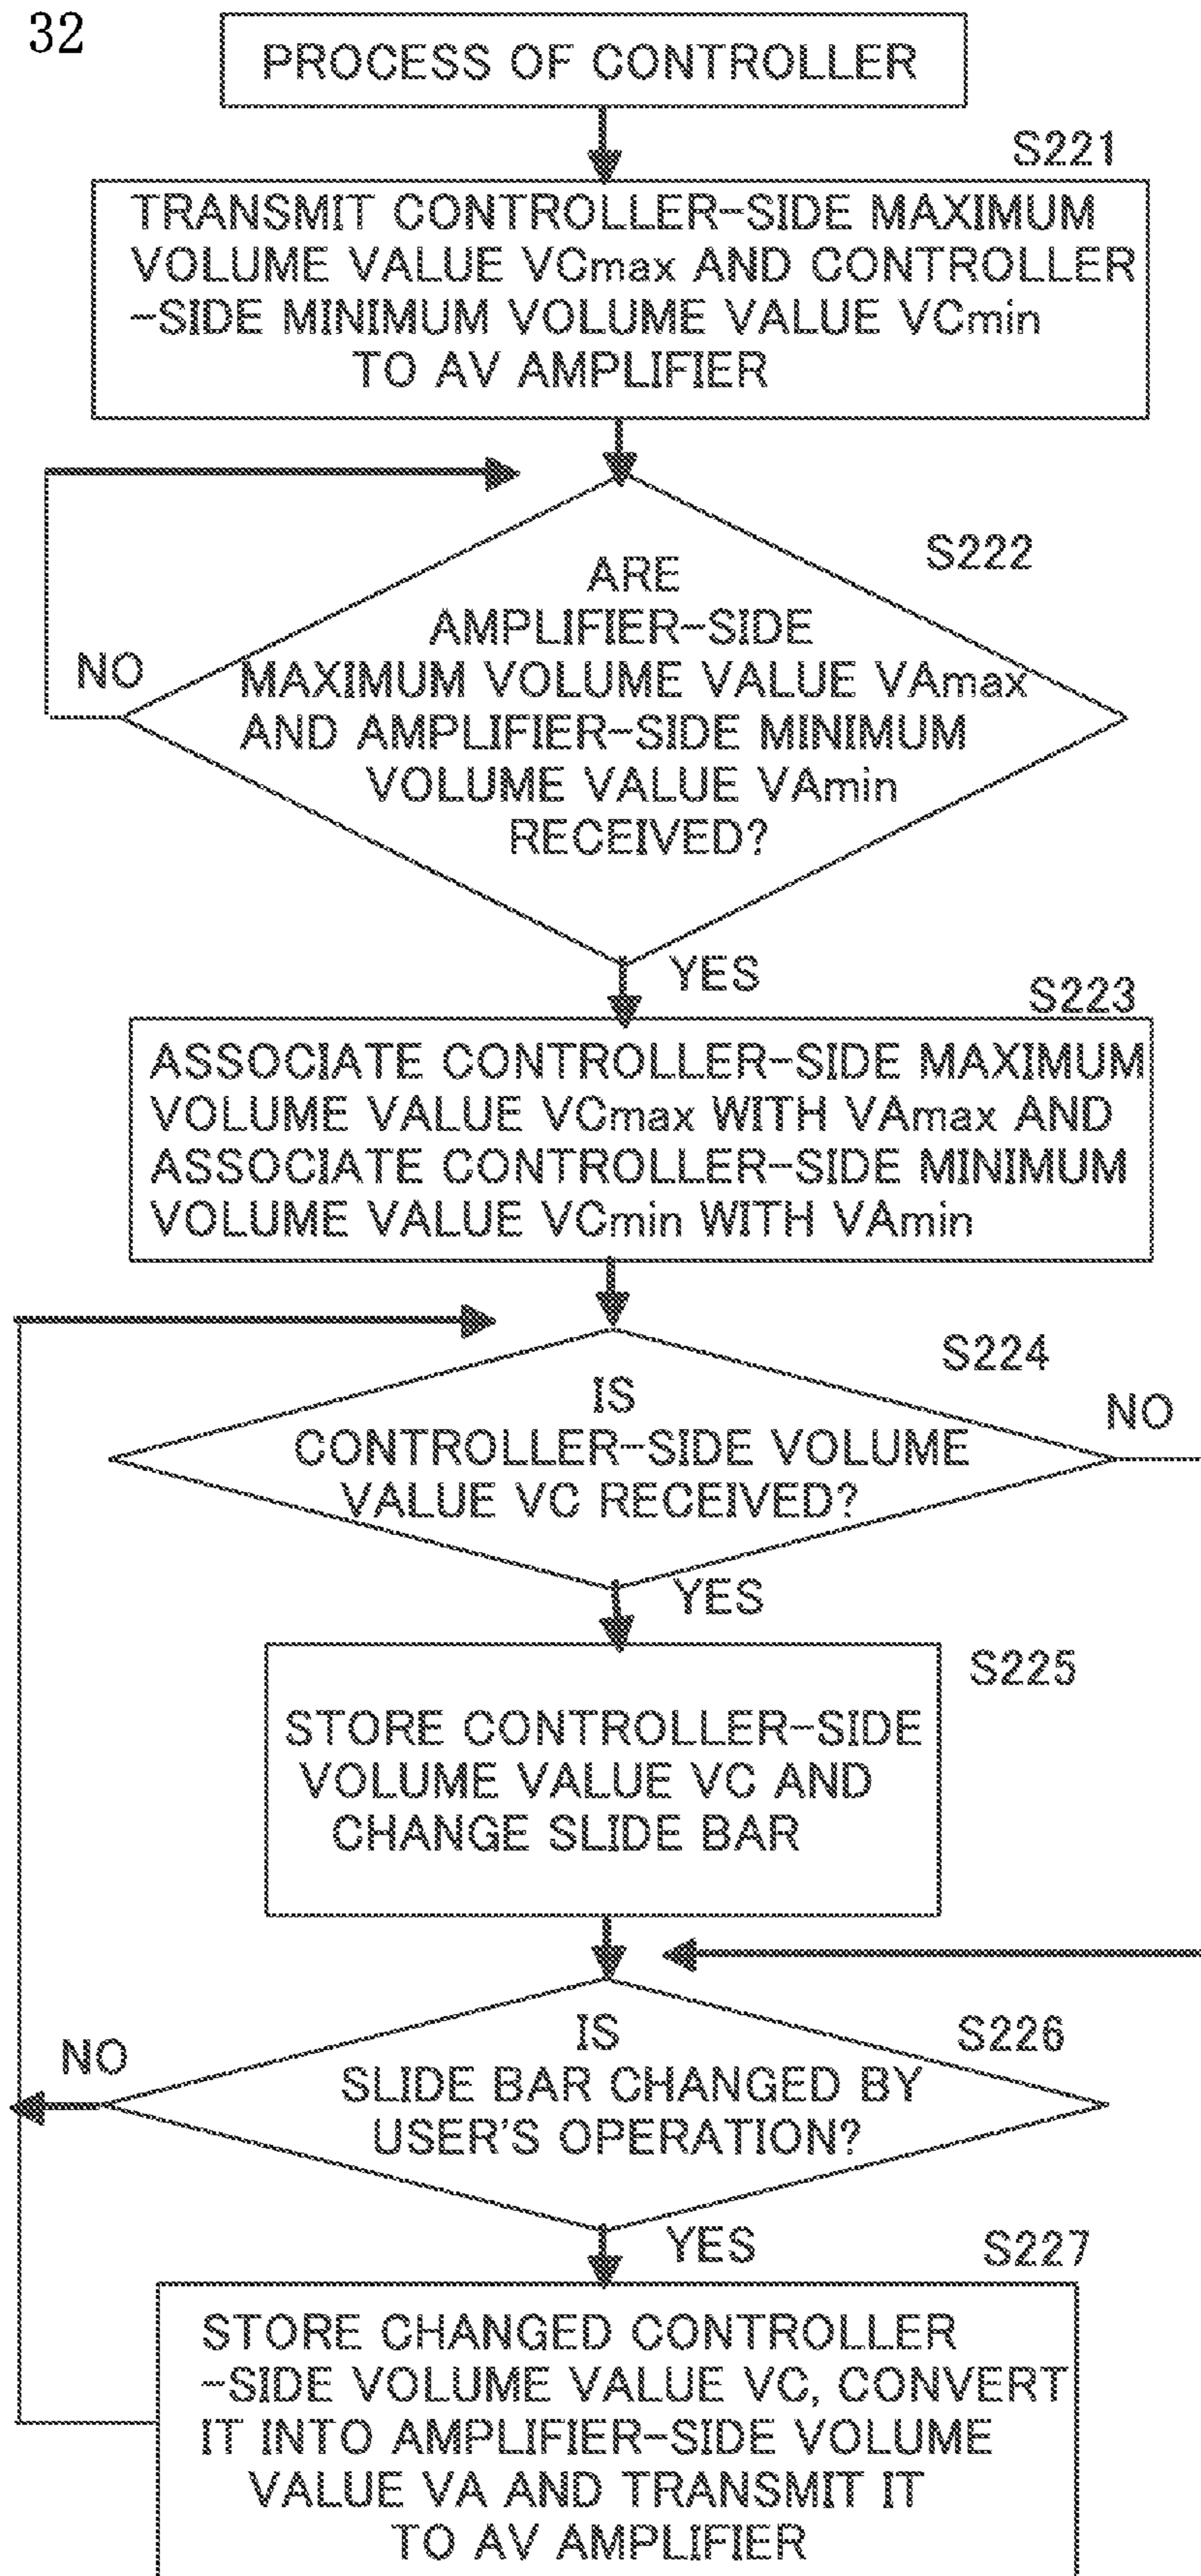 32
PROCESS OF CONTROLLER
S221
TRANSMIT CONTROLLER-SIDE MAXIMUM
VOLUME VALUE VCmax AND CONTROLLER
-SIDE MINIMUM VOLUME VALUE VCmin
TO AV AMPLIFIER
S222
ARE
AMPLIFIER-SIDE
MAXIMUM VOLUME VALUE VAmax
AND AMPLIFIER-SIDE MINIMUM
VOLUME VALUE VAmin
RECEIVED?
NO
YES
S223
ASSOCIATE CONTROLLER-SIDE MAXIMUM
VOLUME VALUE VCmax WITH VAmax AND
ASSOCIATE CONTROLLER-SIDE MINIMUM
VOLUME VALUE VCmin WITH VAmin
S224
IS
CONTROLLER-SIDE VOLUME
VALUE VC RECEIVED?
NO
YES
S225
STORE CONTROLLER-SIDE
VOLUME VALUE VC AND
CHANGE SLIDE BAR
S226
IS
SLIDE BAR CHANGED BY
USER'S OPERATION?
NO
YES
S227
STORE CHANGED CONTROLLER
-SIDE VOLUME VALUE VC, CONVERT
IT INTO AMPLIFIER-SIDE VOLUME
VALUE VA AND TRANSMIT IT
TO AV AMPLIFIER